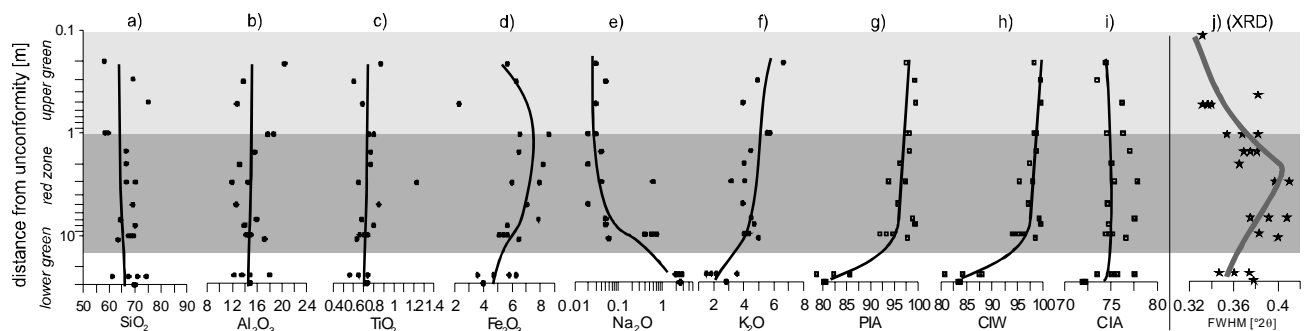 a) b) c) d) e) f) g) h) i) j) (XRD)
distance from unconformity [m]
upper green
red zone
lower green
0.1
1
10
50 60 70 80 90
8 12 16 20 24
0.4 0.6 0.8 1 1.2 1.4
2 4 6 8
0.01 0.1 1
2 4 6 8
80 85 90 95 100
80 85 90 95 100
70 75 80
0.32 0.36 0.4
SiO₂ Al₂O₃ TiO₂ Fe₂O₃ Na₂O K₂O PIA CIW CIA FWHM [°2θ]